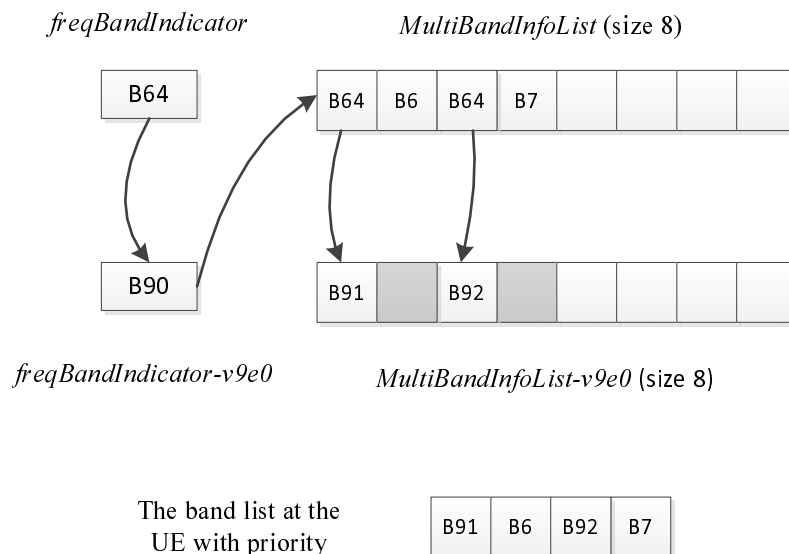 freqBandIndicator
MultiBandInfoList (size 8)
B64
B64 B6 B64 B7
B90
B91 B92
freqBandIndicator-v9e0
MultiBandInfoList-v9e0 (size 8)
The band list at the
UE with priority
B91 B6 B92 B7